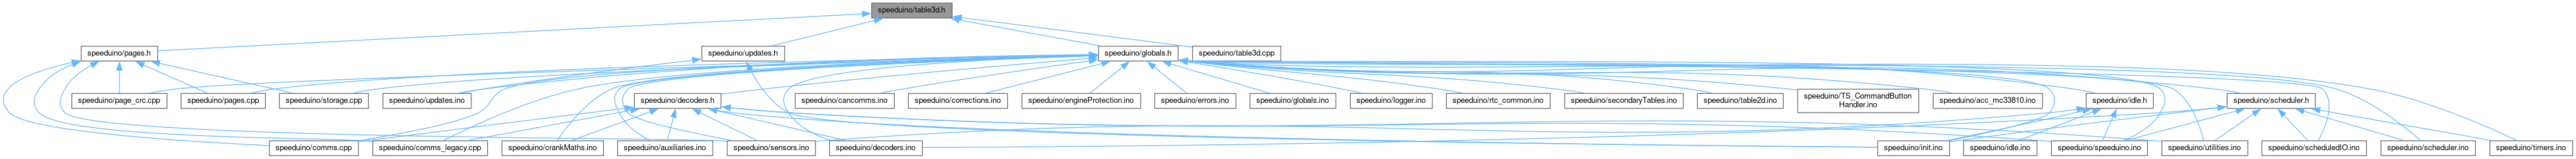 speeduino/table3d.h
speeduino/pages.h
speeduino/updates.h
speeduino/globals.h
speeduino/table3d.cpp
speeduino/page_crc.cpp
speeduino/pages.cpp
speeduino/storage.cpp
speeduino/updates.ino
speeduino/decoders.h
speeduino/cancomms.ino
speeduino/corrections.ino
speeduino/engineProtection.ino
speeduino/errors.ino
speeduino/globals.ino
speeduino/logger.ino
speeduino/rtc_common.ino
speeduino/secondaryTables.ino
speeduino/table2d.ino
speeduino/TS_CommandButton
Handler.ino
speeduino/acc_mc33810.ino
speeduino/idle.h
speeduino/scheduler.h
speeduino/comms.cpp
speeduino/comms_legacy.cpp
speeduino/crankMaths.ino
speeduino/auxiliaries.ino
speeduino/sensors.ino
speeduino/decoders.ino
speeduino/init.ino
speeduino/idle.ino
speeduino/speeduino.ino
speeduino/utilities.ino
speeduino/scheduledIO.ino
speeduino/scheduler.ino
speeduino/timers.ino